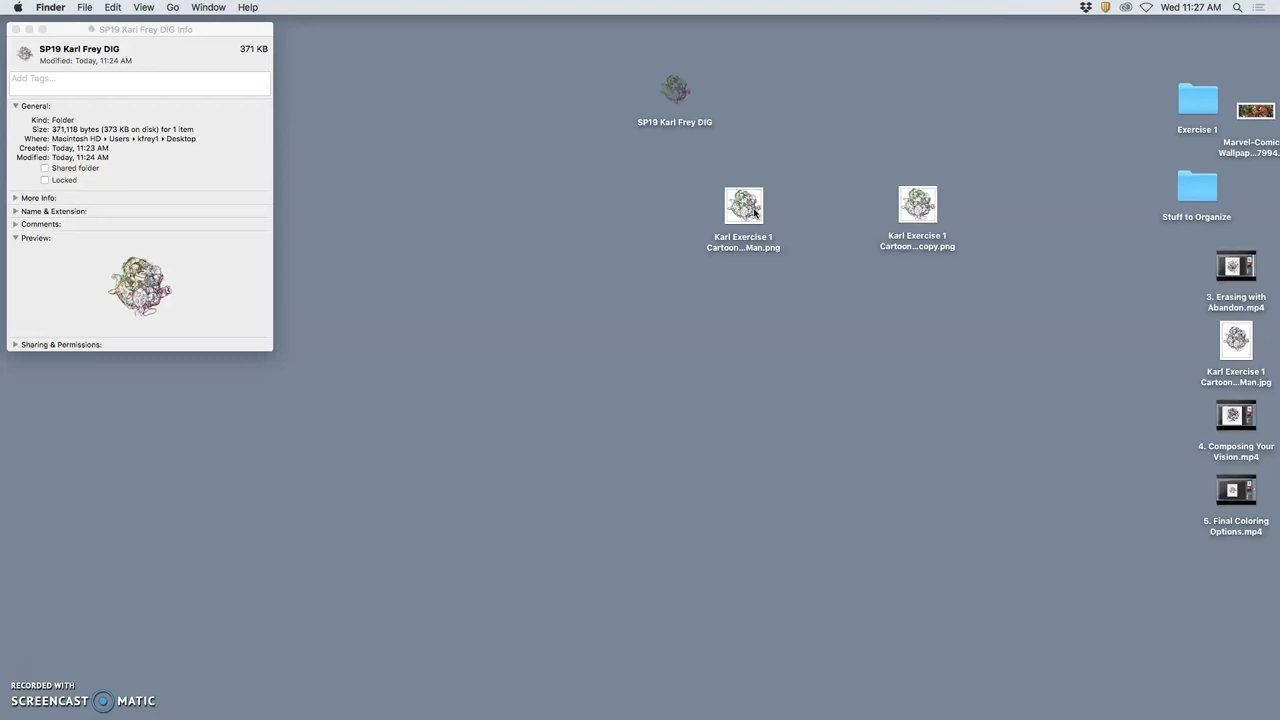 Finder File Edit View Go Window Help
Wed 11:27 AM
SP19 Karl Frey DIG Info
SP19 Karl Frey DIG 371 KB
Modified: Today, 11:24 AM
Add Tags...
General:
Kind: Folder
Size: 371,118 bytes (373 KB on disk) for 1 item
Where: Macintosh HD ▸ Users ▸ kfrey1 ▸ Desktop
Created: Today, 11:23 AM
Modified: Today, 11:24 AM
Shared folder
Locked
More Info:
Name & Extension:
Comments:
Preview:
Sharing & Permissions:
SP19 Karl Frey DIG
Karl Exercise 1
Cartoon...Man.png
Karl Exercise 1
Cartoon...copy.png
Exercise 1
Marvel-Comic
Wallpap...7994.
Stuff to Organize
3. Erasing with
Abandon.mp4
Karl Exercise 1
Cartoon...Man.jpg
4. Composing Your
Vision.mp4
5. Final Coloring
Options.mp4
RECORDED WITH
SCREENCAST MATIC